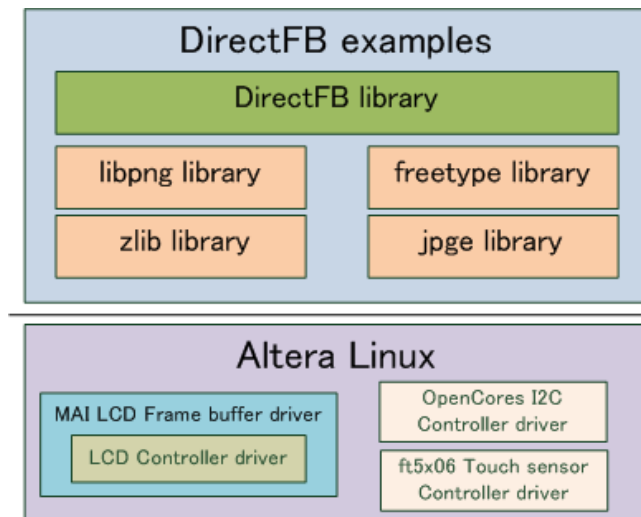 DirectFB examples
DirectFB library
libpng library
freetype library
zlib library
jpge library
Altera Linux
MAI LCD Frame buffer driver
LCD Controller driver
OpenCores I2C
Controller driver
ft5x06 Touch sensor
Controller driver